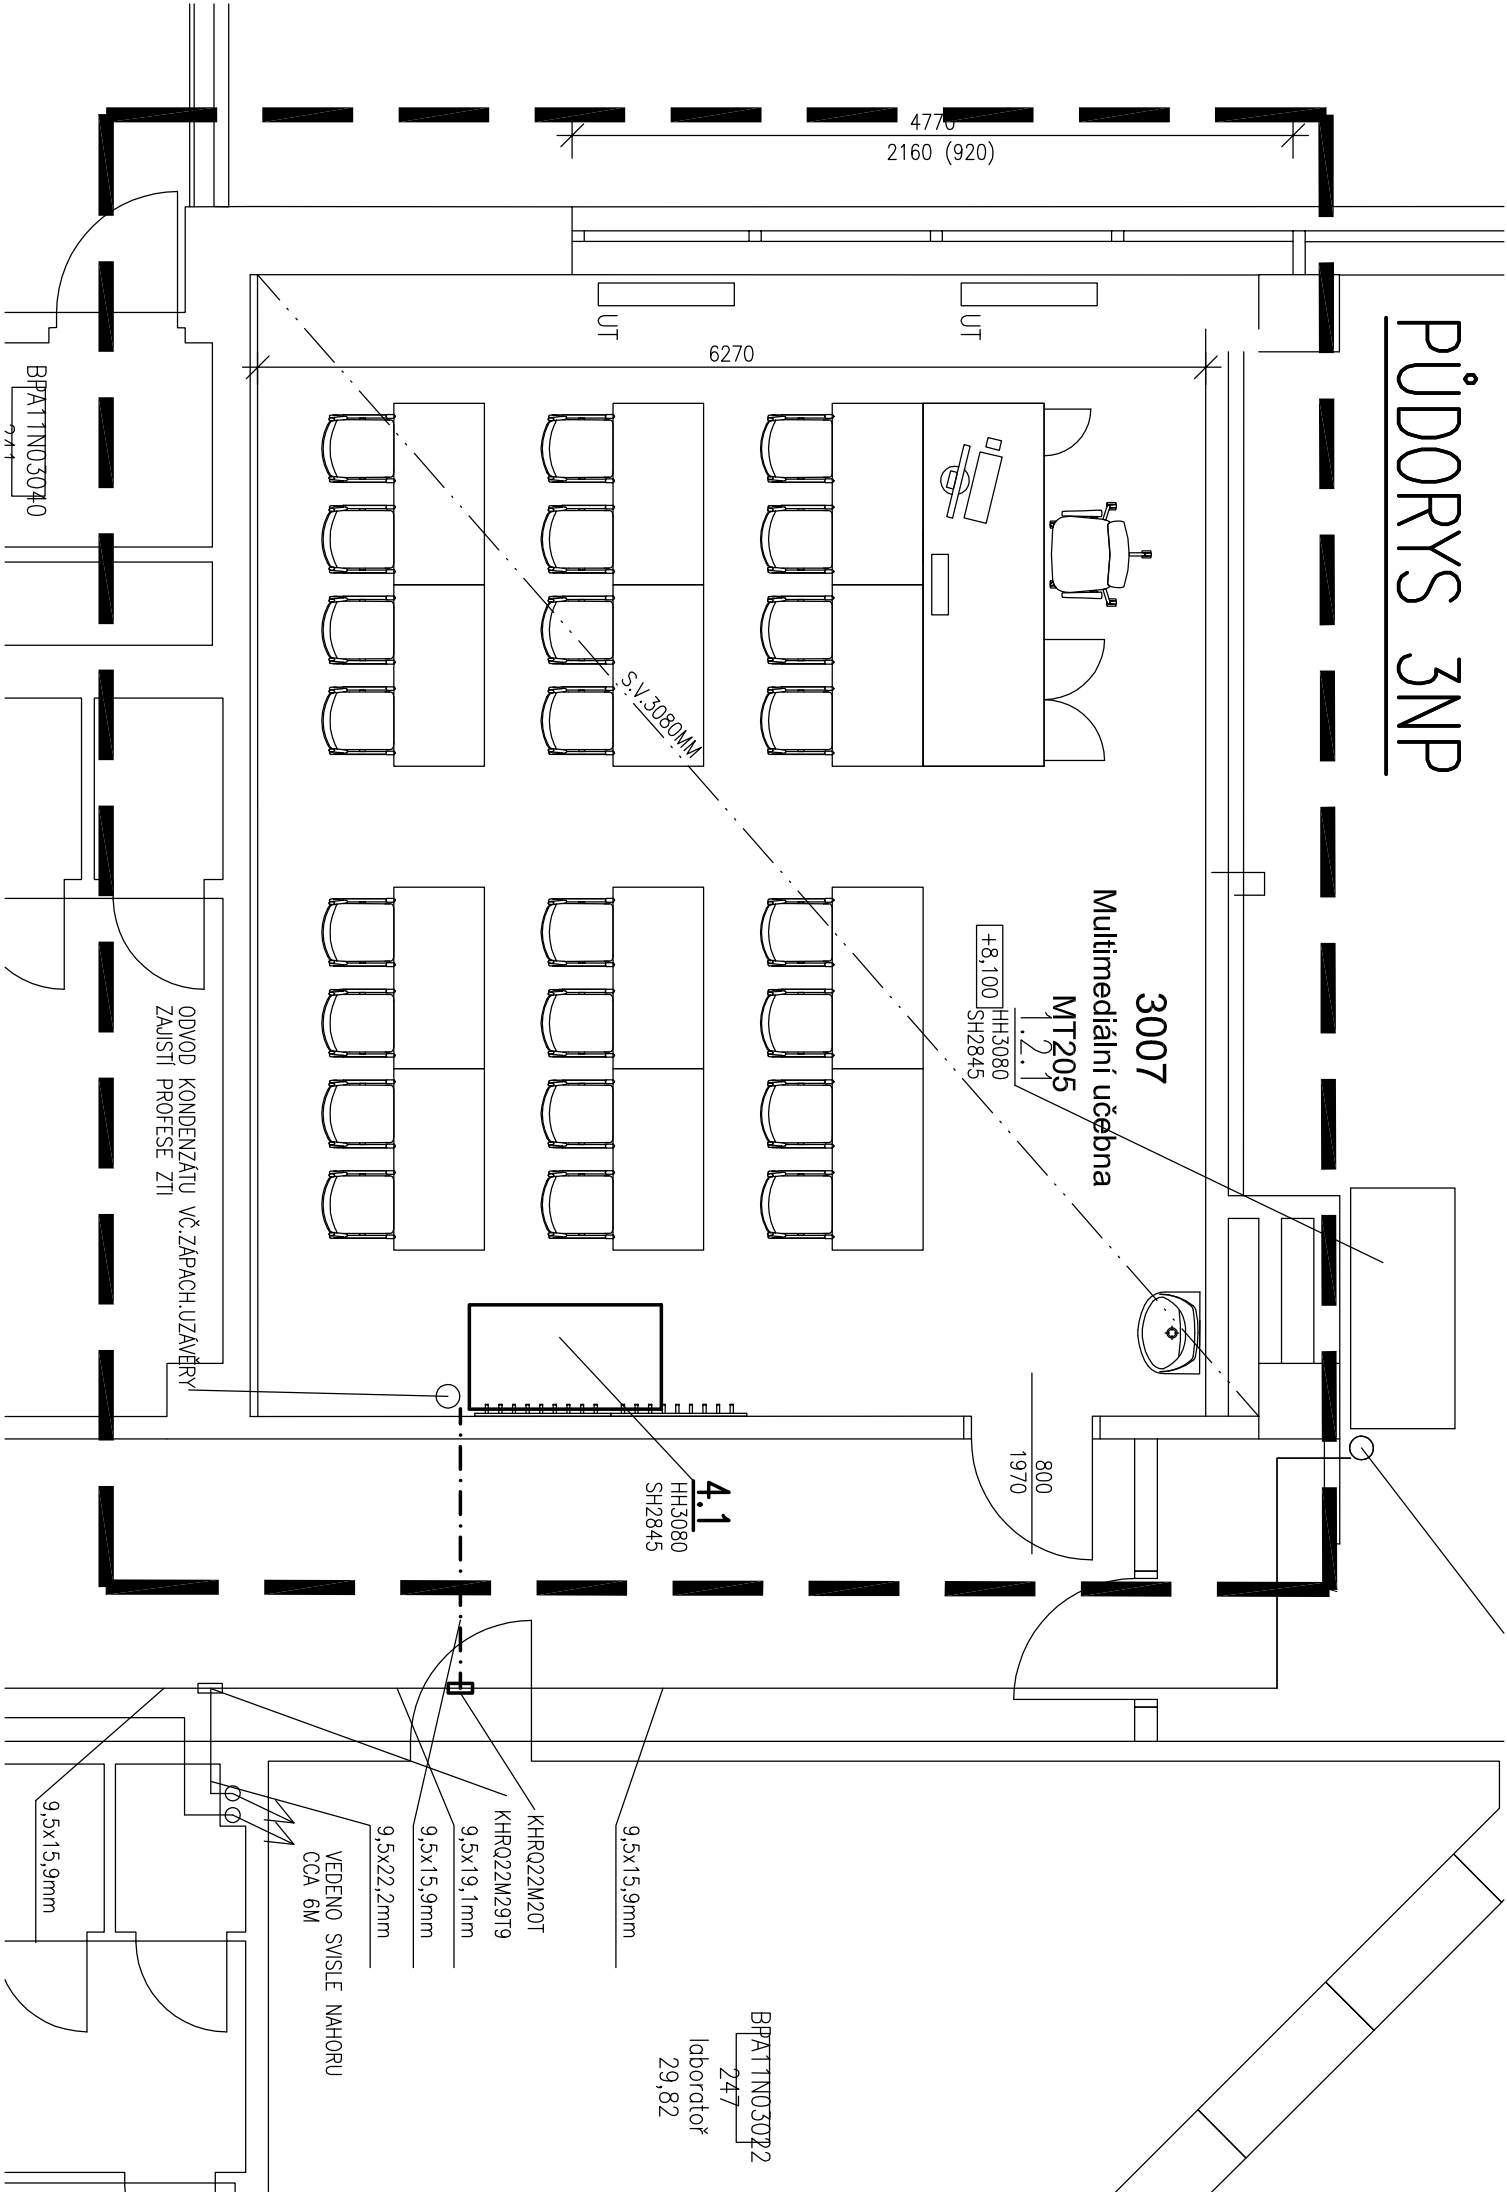 PŮDORYS 3NP
4770
2160 (920)
UT
UT
6270
S.V.3080MM
3007
Multimediální učebna
MT205
1.2.1
+8,100
HH3080
SH2845
800
1970
4.1
HH3080
SH2845
BPA11N03040
ODVOD KONDENZÁTU VČ.ZÁPACH.UZÁVĚRY
ZAJISTÍ PROFESE ZTI
9,5x15,9mm
KHRQ22M20T
KHRQ22M29T9
9,5x19,1mm
9,5x15,9mm
9,5x22,2mm
VEDENO SVISLE NAHORU
CCA 6M
9,5x15,9mm
BPA11N03022
247
laboratoř
29,82